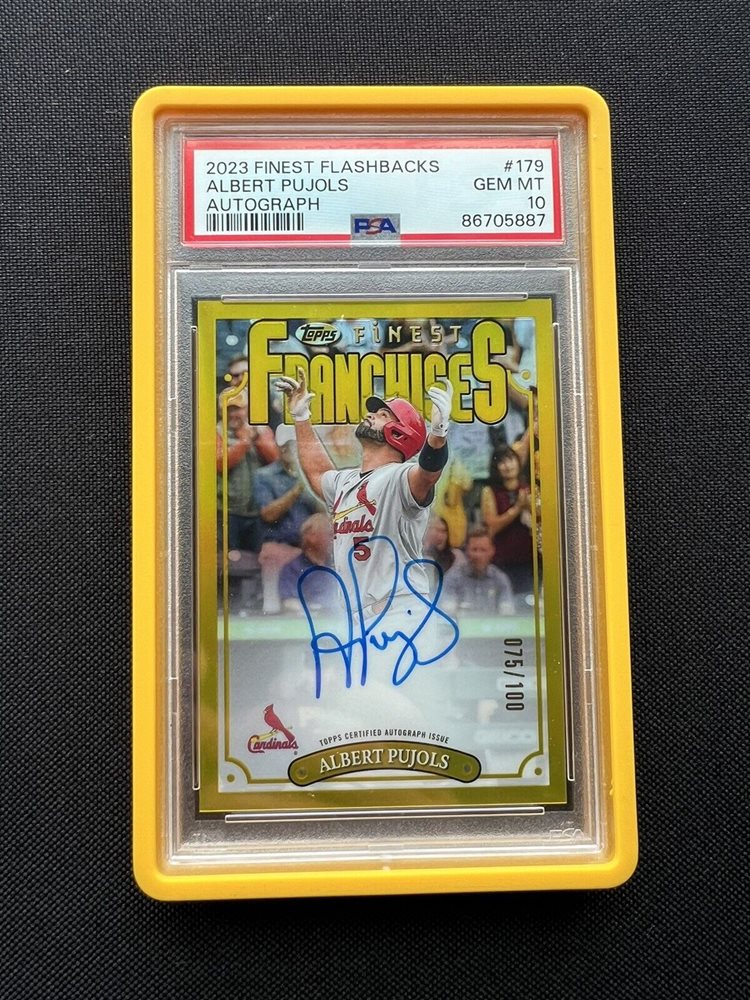 2023 FINEST FLASHBACKS #179
ALBERT PUJOLS GEM MT
AUTOGRAPH 10
PSA 86705887
Topps FiNEST
FRANCHISES
Cardinals
5
075/100
TOPPS CERTIFIED AUTOGRAPH ISSUE
Cardinals
ALBERT PUJOLS
PSA